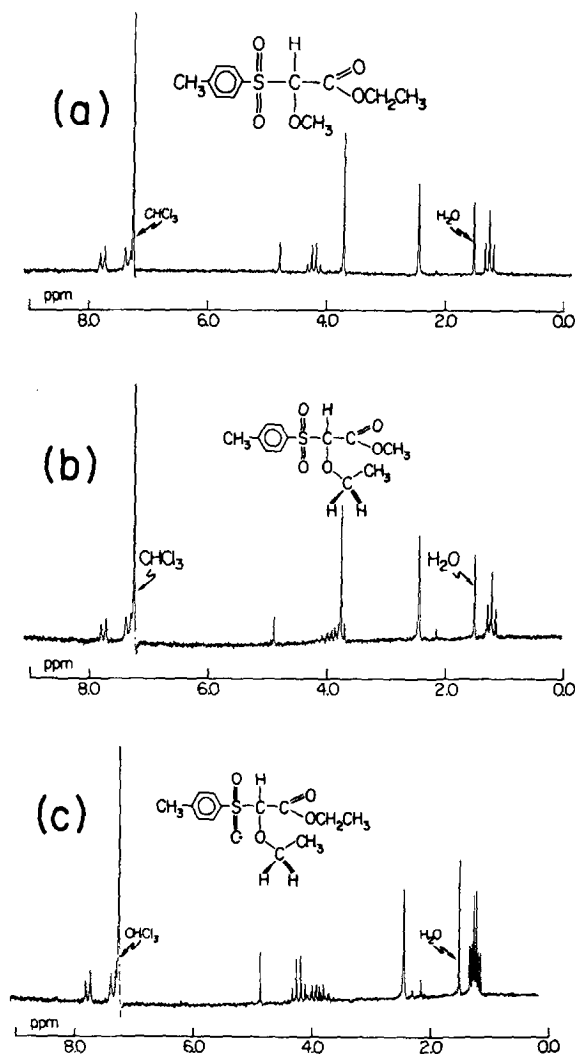 (a)
O H
CH₃ S C C O
O OCH₃ OCH₂CH₃
CHCl₃
H₂O
ppm
8.0 6.0 4.0 2.0 0.0
(b)
O H
CH₃ S C C O
O O OCH₃
C CH₃
H H
CHCl₃
H₂O
ppm
8.0 6.0 4.0 2.0 0.0
(c)
O H
CH₃ S C C O
C. O OCH₂CH₃
C CH₃
H H
CHCl₃
H₂O
ppm
8.0 6.0 4.0 2.0 0.0